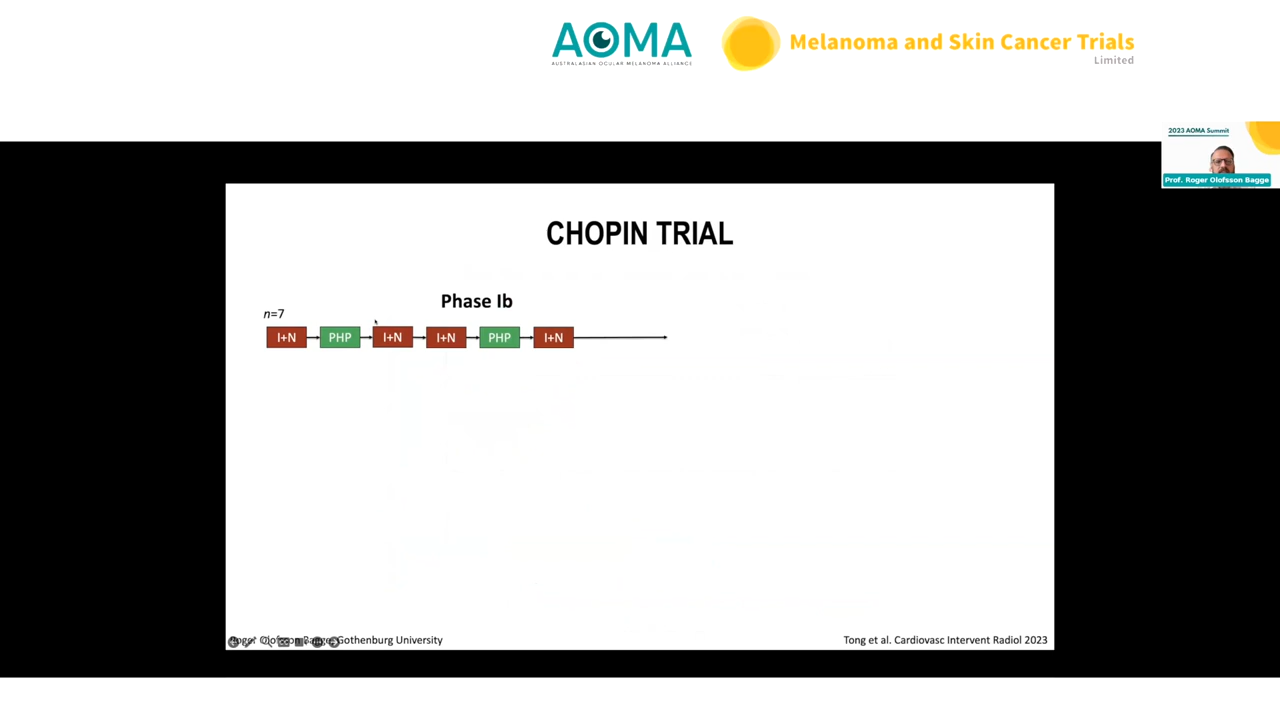 AOMA
AUSTRALASIAN OCULAR MELANOMA ALLIANCE
Melanoma and Skin Cancer Trials
Limited
2023 AOMA Summit
Prof. Roger Olofsson Bagge
CHOPIN TRIAL
Phase Ib
n=7
I+N PHP I+N I+N PHP I+N
Roger Olofsson Bagge, Gothenburg University
Tong et al. Cardiovasc Intervent Radiol 2023